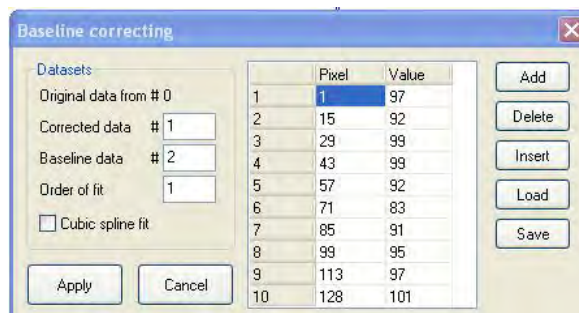 Baseline correcting
Datasets
Original data from # 0
Corrected data # 1
Baseline data # 2
Order of fit 1
Cubic spline fit
Apply Cancel
Pixel Value
1 1 97
2 15 92
3 29 99
4 43 99
5 57 92
6 71 83
7 85 91
8 99 95
9 113 97
10 128 101
Add
Delete
Insert
Load
Save